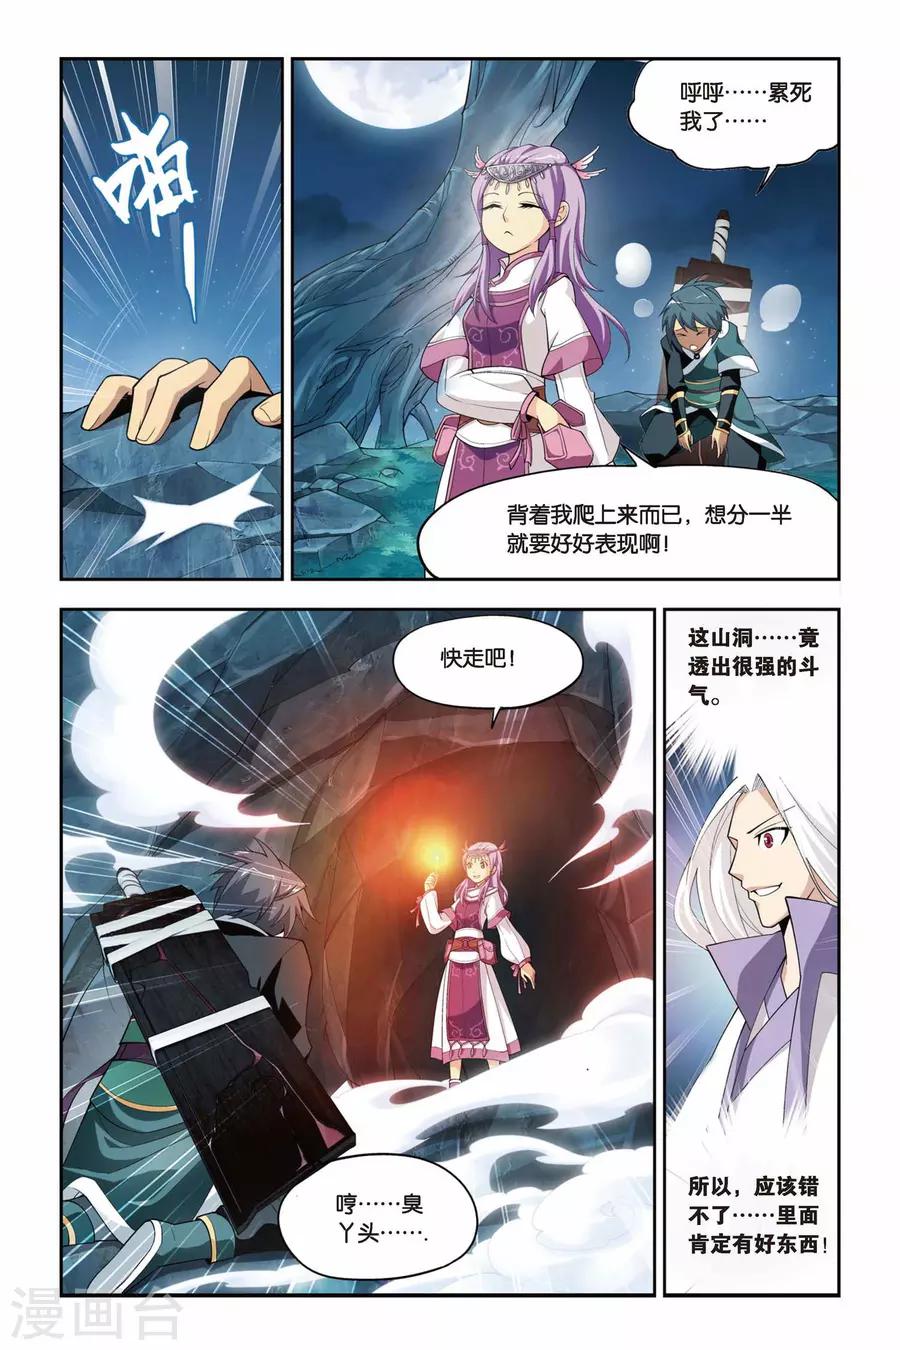 啪
呼呼……累死
我了……
背着我爬上来而已，想分一半
就要好好表现啊！
快走吧！
哼……臭
丫头…….
这山洞……竟
透出很强的斗
气。
所以，应该错
不了……里面
肯定有好东西！
漫画台